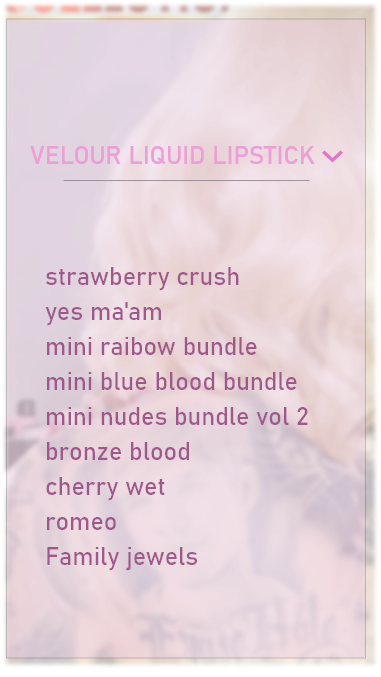 VELOUR LIQUID LIPSTICK
strawberry crush
yes ma'am
mini raibow bundle
mini blue blood bundle
mini nudes bundle vol 2
bronze blood
cherry wet
romeo
Family jewels